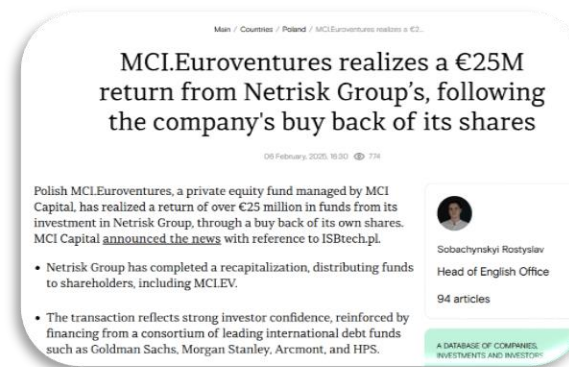 Main / Countries / Poland / MCI.Euroventures realizes a €2...
MCI.Euroventures realizes a €25M
return from Netrisk Group’s, following
the company's buy back of its shares
06 February, 2025, 16:30 774
Polish MCI.Euroventures, a private equity fund managed by MCI
Capital, has realized a return of over €25 million in funds from its
investment in Netrisk Group, through a buy back of its own shares.
MCI Capital announced the news with reference to ISBtech.pl.
• Netrisk Group has completed a recapitalization, distributing funds
to shareholders, including MCI.EV.
• The transaction reflects strong investor confidence, reinforced by
financing from a consortium of leading international debt funds
such as Goldman Sachs, Morgan Stanley, Arcmont, and HPS.
Sobachynskyi Rostyslav
Head of English Office
94 articles
A DATABASE OF COMPANIES,
INVESTMENTS AND INVESTORS